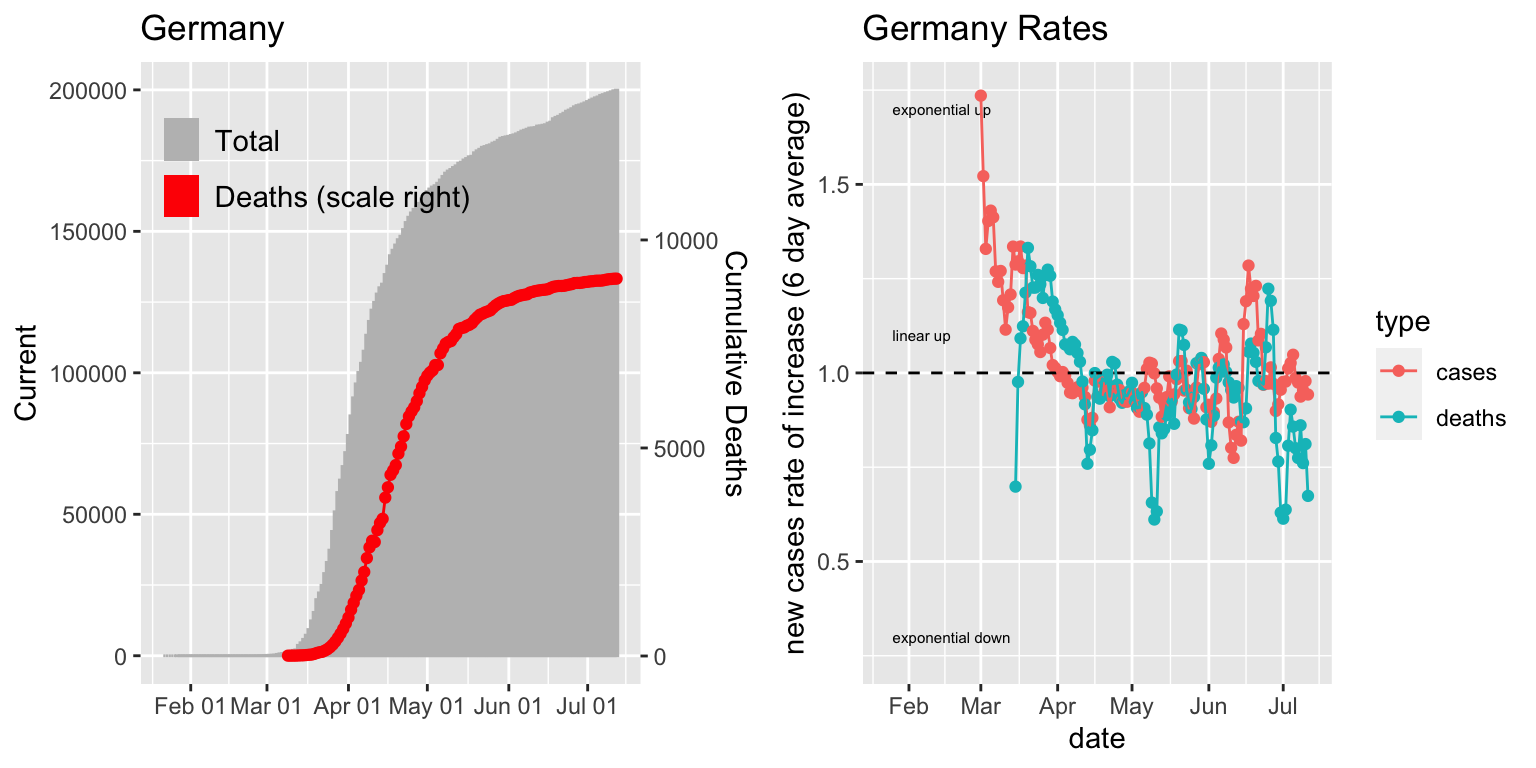 Germany
Current
200000
150000
100000
50000
0
Total
Deaths (scale right)
10000
5000
0
Cumulative Deaths
Feb 01 Mar 01 Apr 01 May 01 Jun 01 Jul 01
Germany Rates
new cases rate of increase (6 day average)
1.5
1.0
0.5
exponential up
linear up
exponential down
Feb Mar Apr May Jun Jul
date
type
cases
deaths